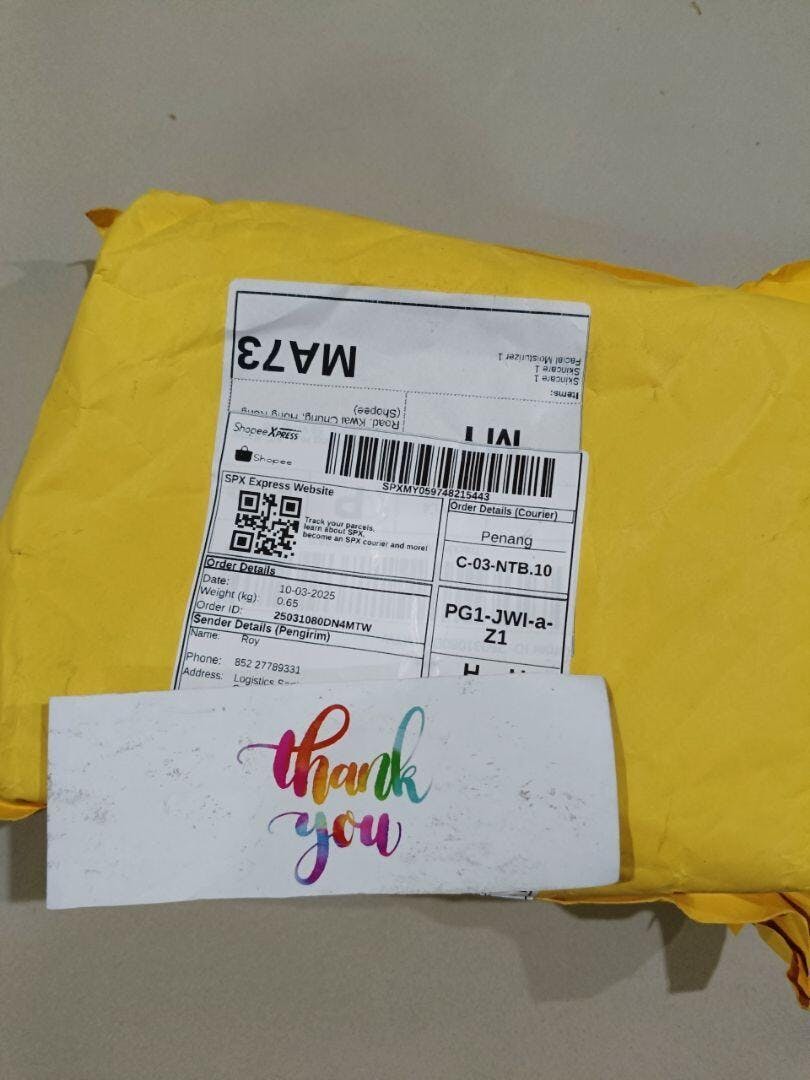 MA73
Items:
Skincare 1
Skincare 1
Facial Moisturizer 1
Road, Kwai Chung, Hong Kong
(Shopee)
Shopee XPRESS
Shopee
SPXMY059748215443
SPX Express Website
Track your parcels,
learn about SPX,
become an SPX courier and more!
Order Details (Courier)
Penang
C-03-NTB.10
PG1-JWI-a-
Z1
Order Details
Date: 10-03-2025
Weight (kg): 0.65
Order ID: 25031080DN4MTW
Sender Details (Pengirim)
Name: Roy
Phone: 852 27789331
Address: Logistics
thank
you